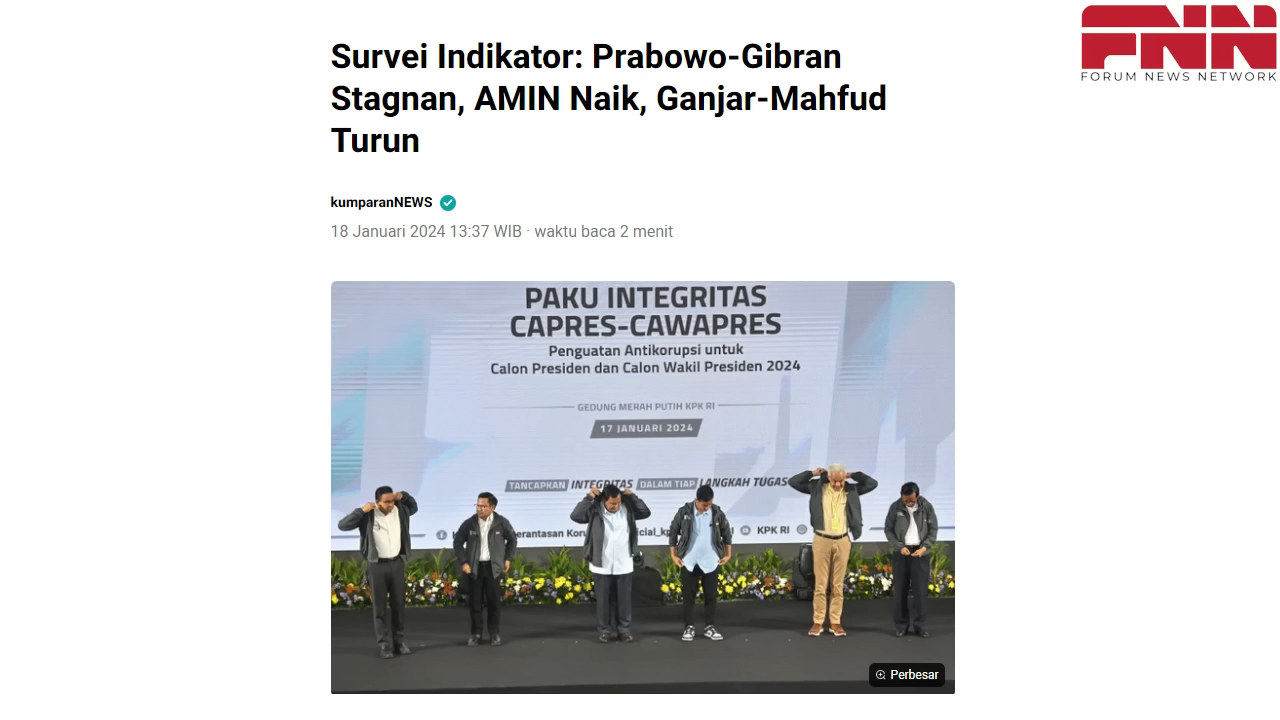 FNN
FORUM NEWS NETWORK
Survei Indikator: Prabowo-Gibran
Stagnan, AMIN Naik, Ganjar-Mahfud
Turun
kumparanNEWS
18 Januari 2024 13:37 WIB · waktu baca 2 menit
PAKU INTEGRITAS
CAPRES-CAWAPRES
Penguatan Antikorupsi untuk
Calon Presiden dan Calon Wakil Presiden 2024
GEDUNG MERAH PUTIH KPK RI
17 JANUARI 2024
TANCAPKAN INTEGRITAS DALAM TIAP LANGKAH TUGAS
KPK RI
Perbesar